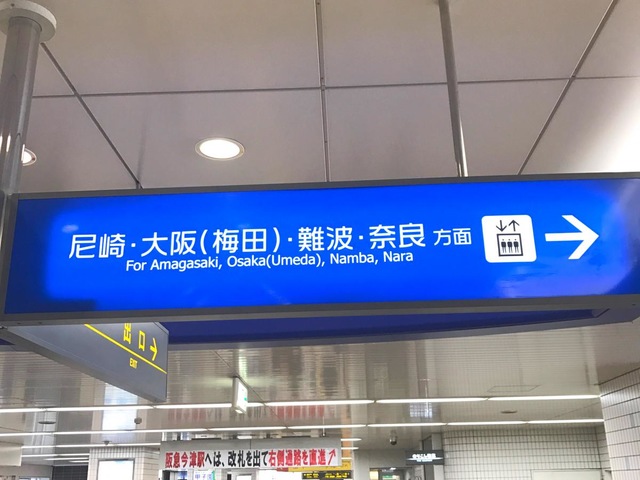 尼崎・大阪(梅田)・難波・奈良 方面
For Amagasaki, Osaka(Umeda), Namba, Nara
出口
EXIT
阪急今津駅へは、改札を出て右側通路を直進